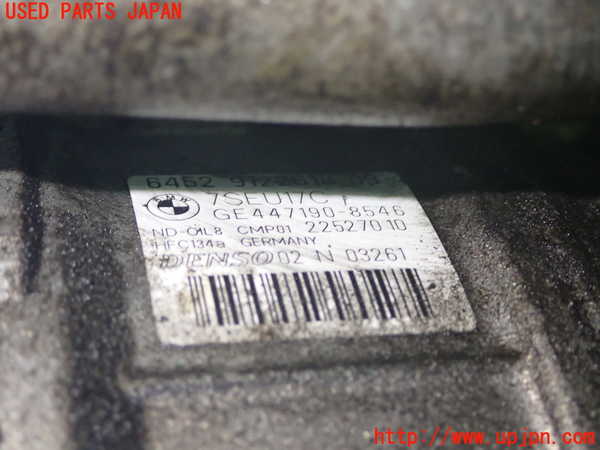 USED PARTS JAPAN
6452
7SEU17C
GE447190-8546
ND-OIL8 CMP01 22527010
HFC134a GERMANY
DENSO 02 N 03261
http://www.upjpn.com/